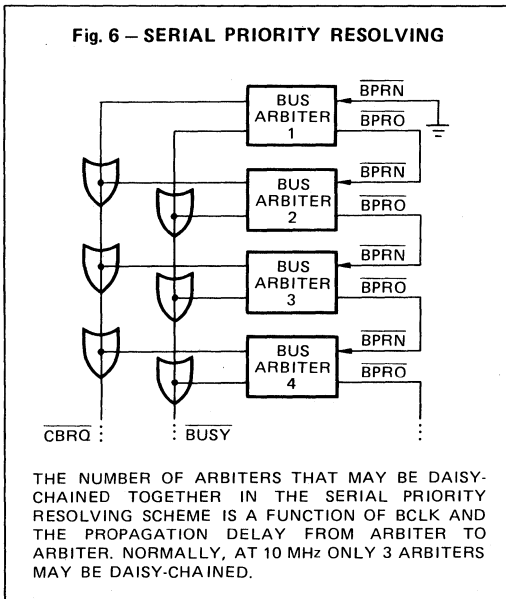 Fig. 6 — SERIAL PRIORITY RESOLVING
BUS
ARBITER
1
BPRN
BPRO
BUS
ARBITER
2
BPRN
BPRO
BUS
ARBITER
3
BPRN
BPRO
BUS
ARBITER
4
BPRN
BPRO
CBRQ
BUSY
THE NUMBER OF ARBITERS THAT MAY BE DAISY-
CHAINED TOGETHER IN THE SERIAL PRIORITY
RESOLVING SCHEME IS A FUNCTION OF BCLK AND
THE PROPAGATION DELAY FROM ARBITER TO
ARBITER. NORMALLY, AT 10 MHz ONLY 3 ARBITERS
MAY BE DAISY-CHAINED.